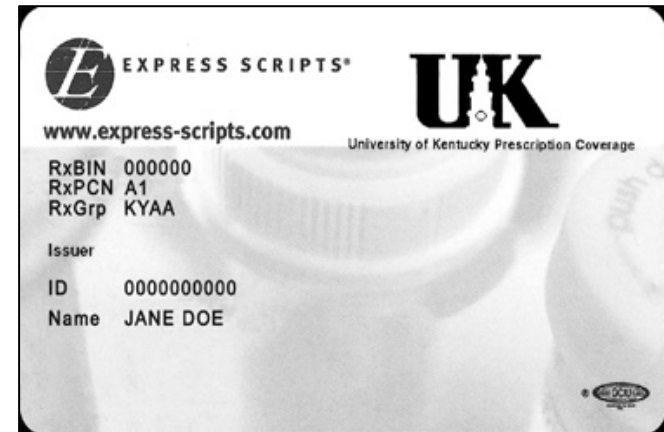 E EXPRESS SCRIPTS®
www.express-scripts.com
UK
University of Kentucky Prescription Coverage
RxBIN 000000
RxPCN A1
RxGrp KYAA
Issuer
ID 0000000000
Name JANE DOE
push d
®